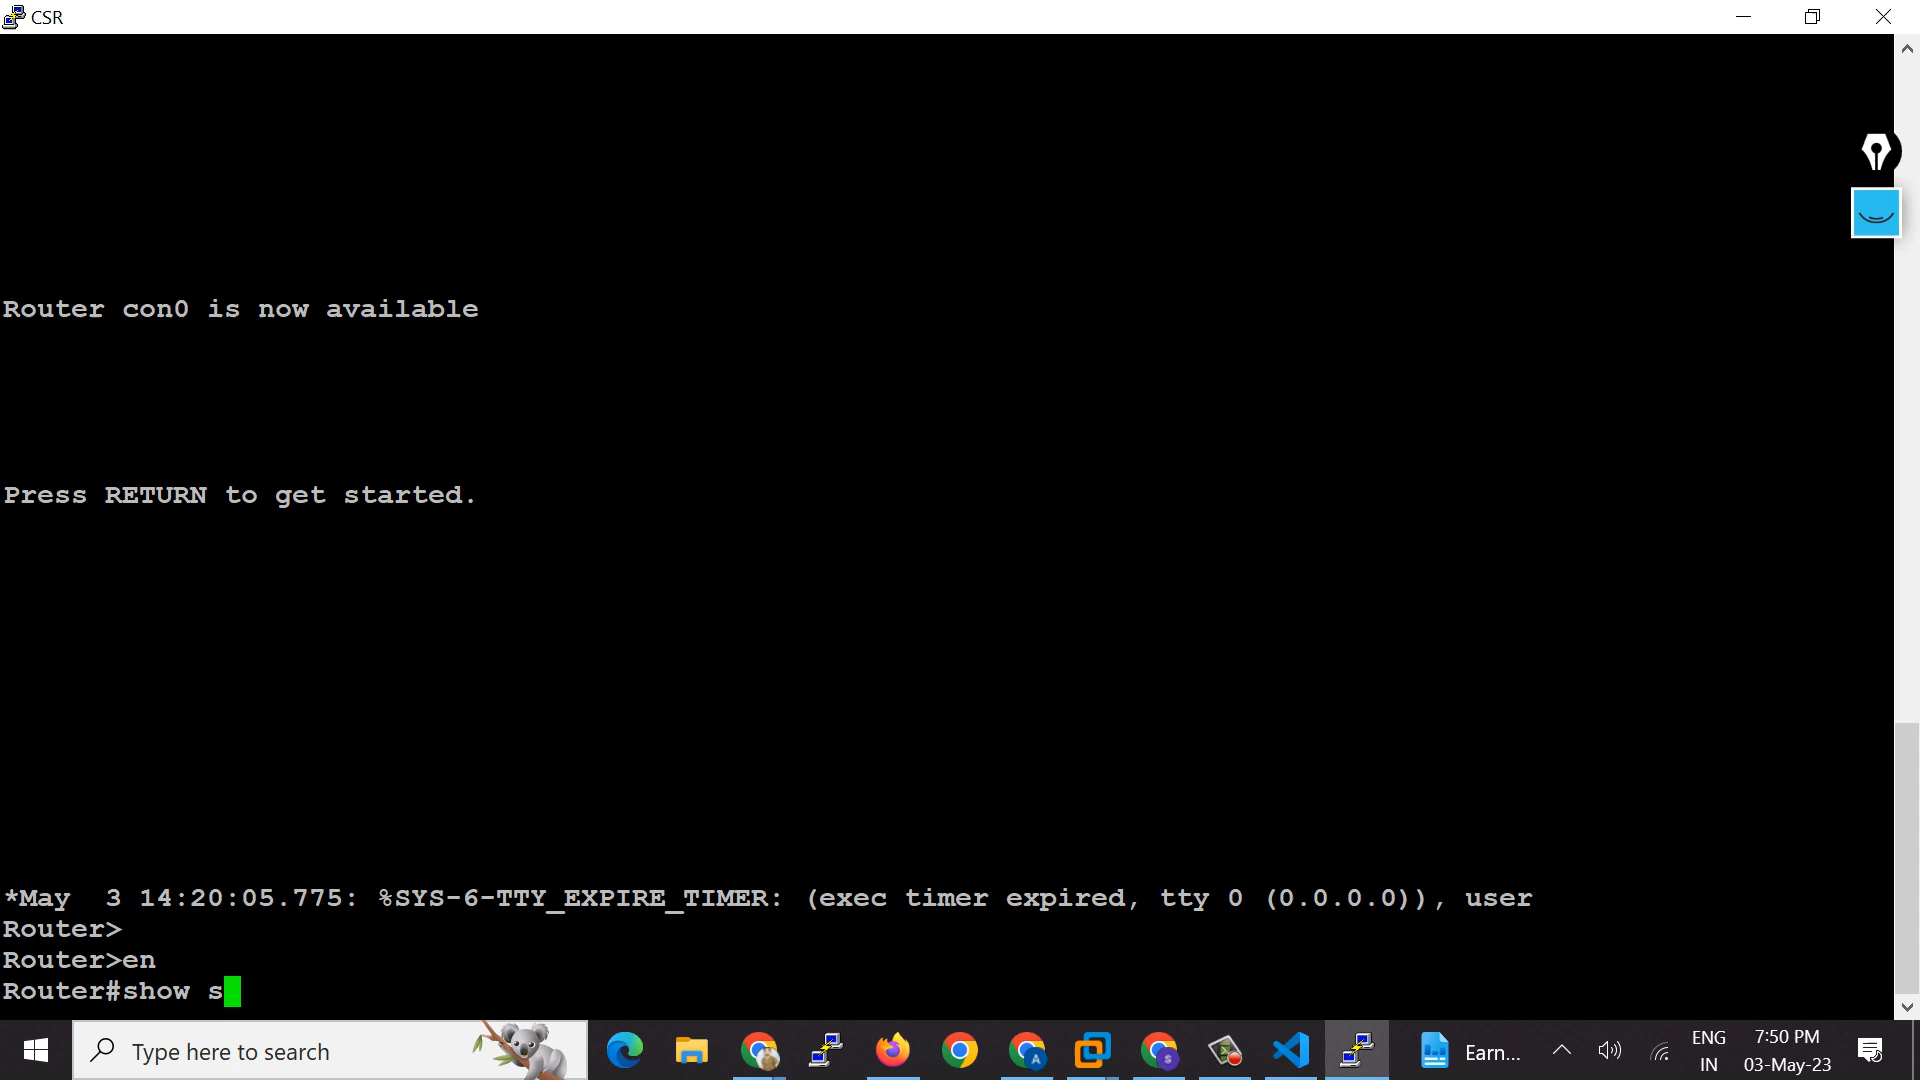 CSR
Router con0 is now available
Press RETURN to get started.
*May  3 14:20:05.775: %SYS-6-TTY_EXPIRE_TIMER: (exec timer expired, tty 0 (0.0.0.0)), user
Router>
Router>en
Router#show s
Type here to search
A
S
Earn...
ENG
IN
7:50 PM
03-May-23